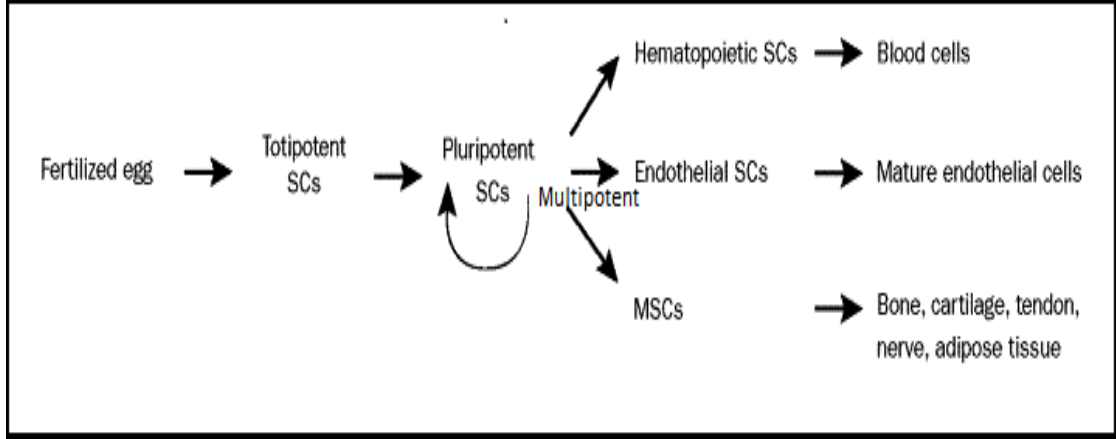 Fertilized egg
Totipotent
SCs
Pluripotent
SCs
Multipotent
Hematopoietic SCs
Blood cells
Endothelial SCs
Mature endothelial cells
MSCs
Bone, cartilage, tendon,
nerve, adipose tissue